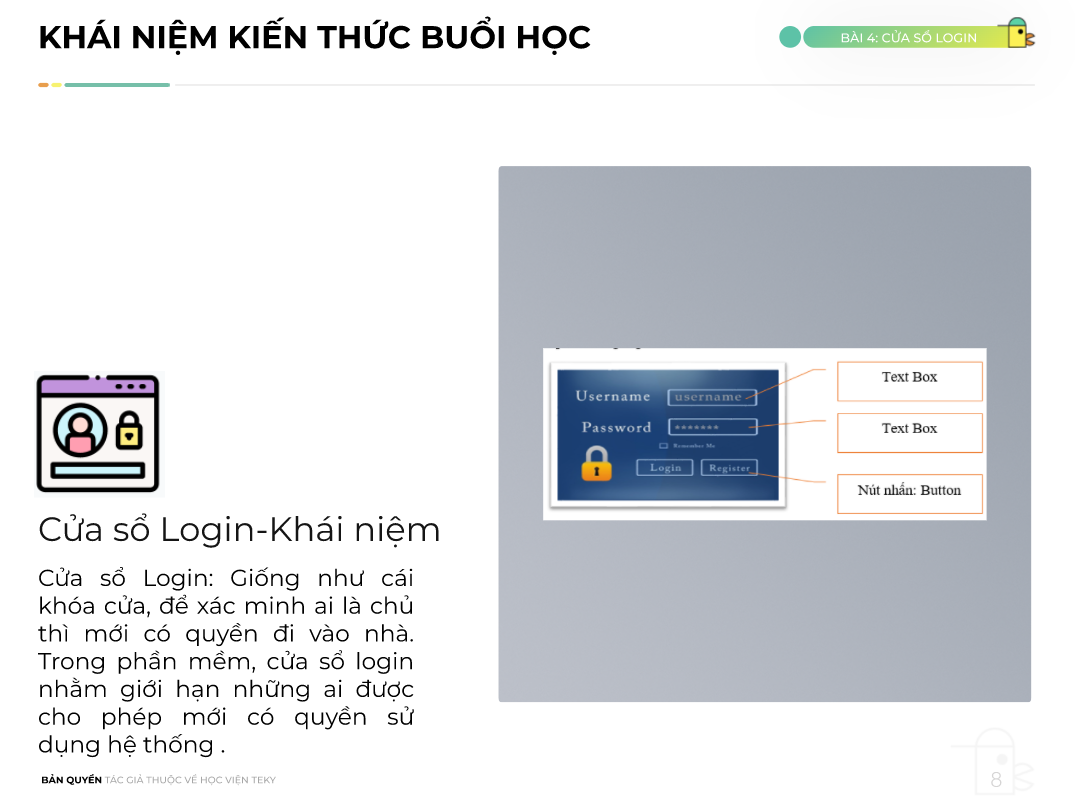 KHÁI NIỆM KIẾN THỨC BUỔI HỌC
BÀI 4: CỬA SỔ LOGIN
Username
username
Text Box
Password
*******
Text Box
Remember Me
Login
Register
Nút nhấn: Button
Cửa sổ Login-Khái niệm
Cửa sổ Login: Giống như cái
khóa cửa, để xác minh ai là chủ
thì mới có quyền đi vào nhà.
Trong phần mềm, cửa sổ login
nhằm giới hạn những ai được
cho phép mới có quyền sử
dụng hệ thống .
BẢN QUYỀN TÁC GIẢ THUỘC VỀ HỌC VIỆN TEKY
8